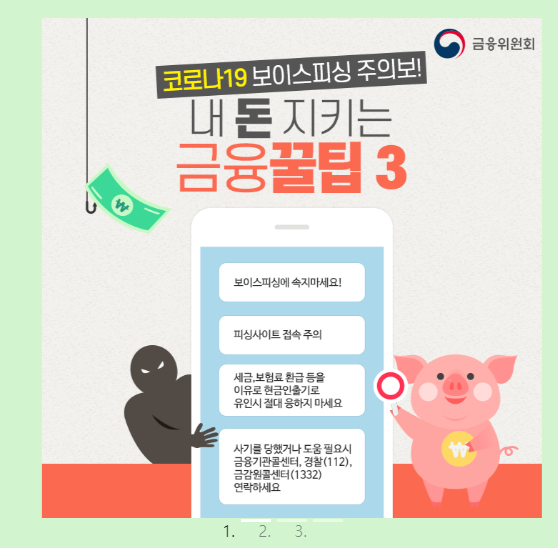 금융위원회
코로나19 보이스피싱 주의보!
내 돈 지키는
금융꿀팁 3
₩
보이스피싱에 속지마세요!
피싱사이트 접속 주의
세금,보험료 환급 등을
이유로 현금인출기로
유인시 절대 응하지 마세요
₩
사기를 당했거나 도움 필요시
금융기관콜센터, 경찰(112),
금감원콜센터(1332)
연락하세요
1. 2. 3.